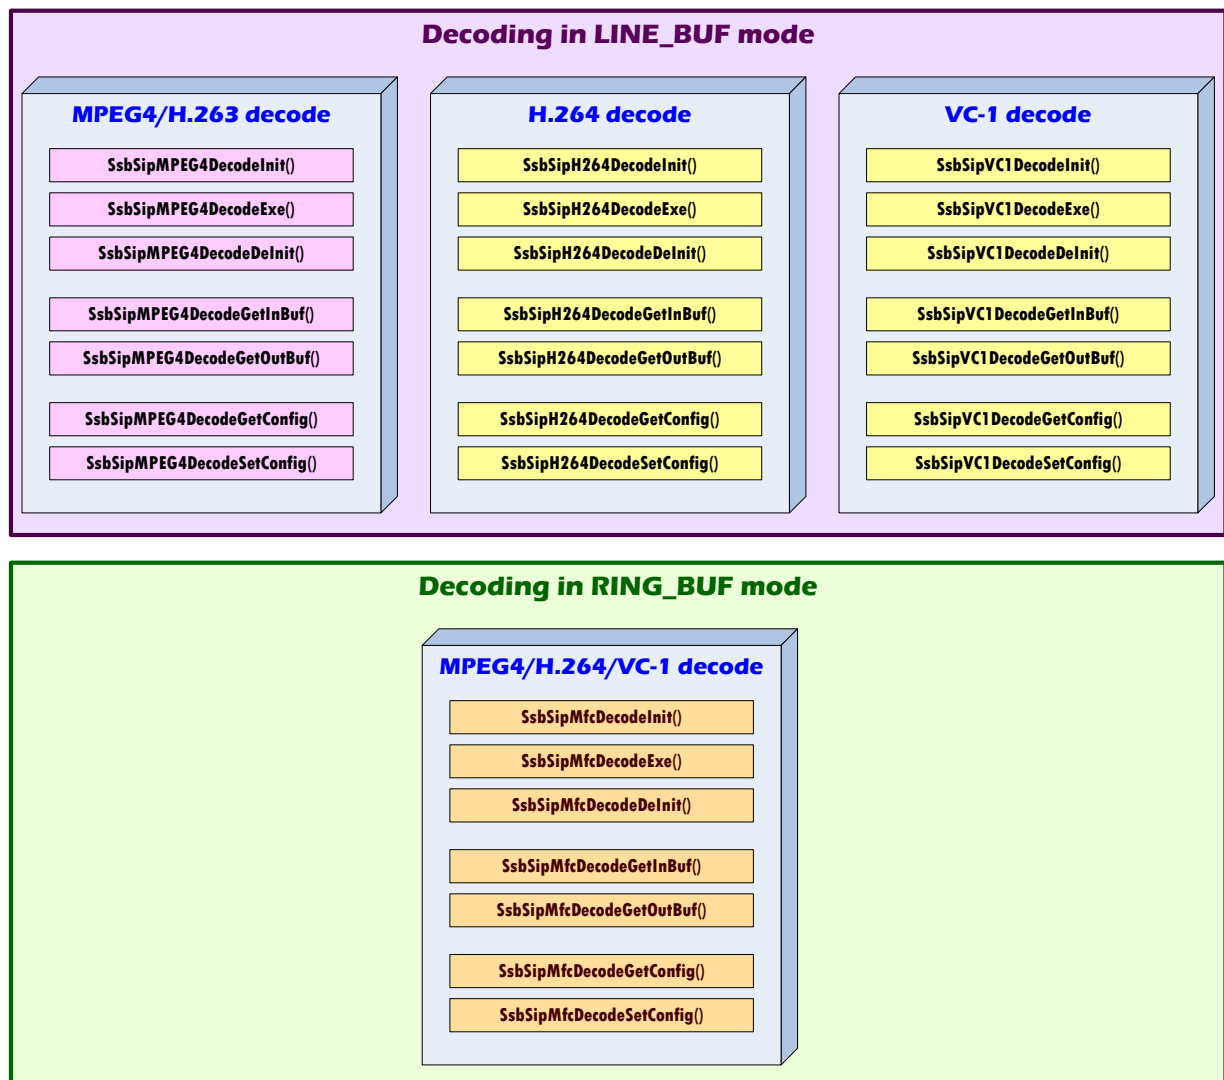 Decoding in LINE_BUF mode
MPEG4/H.263 decode
SsbSipMPEG4DecodeInit()
SsbSipMPEG4DecodeExe()
SsbSipMPEG4DecodeDeInit()
SsbSipMPEG4DecodeGetInBuf()
SsbSipMPEG4DecodeGetOutBuf()
SsbSipMPEG4DecodeGetConfig()
SsbSipMPEG4DecodeSetConfig()
H.264 decode
SsbSipH264DecodeInit()
SsbSipH264DecodeExe()
SsbSipH264DecodeDeInit()
SsbSipH264DecodeGetInBuf()
SsbSipH264DecodeGetOutBuf()
SsbSipH264DecodeGetConfig()
SsbSipH264DecodeSetConfig()
VC-1 decode
SsbSipVC1DecodeInit()
SsbSipVC1DecodeExe()
SsbSipVC1DecodeDeInit()
SsbSipVC1DecodeGetInBuf()
SsbSipVC1DecodeGetOutBuf()
SsbSipVC1DecodeGetConfig()
SsbSipVC1DecodeSetConfig()
Decoding in RING_BUF mode
MPEG4/H.264/VC-1 decode
SsbSipMfcDecodeInit()
SsbSipMfcDecodeExe()
SsbSipMfcDecodeDeInit()
SsbSipMfcDecodeGetInBuf()
SsbSipMfcDecodeGetOutBuf()
SsbSipMfcDecodeGetConfig()
SsbSipMfcDecodeSetConfig()